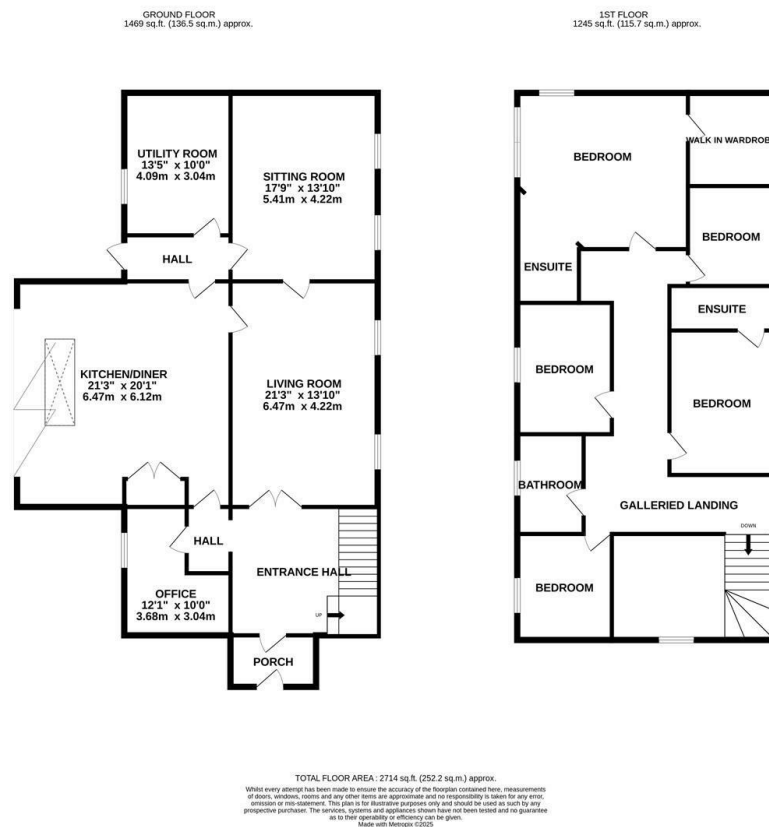 GROUND FLOOR
1469 sq.ft. (136.5 sq.m.) approx.
UTILITY ROOM
13'5" x 10'0"
4.09m x 3.04m
SITTING ROOM
17'9" x 13'10"
5.41m x 4.22m
HALL
KITCHEN/DINER
21'3" x 20'1"
6.47m x 6.12m
LIVING ROOM
21'3" x 13'10"
6.47m x 4.22m
HALL
ENTRANCE HALL
OFFICE
12'1" x 10'0"
3.68m x 3.04m
UP
PORCH
1ST FLOOR
1245 sq.ft. (115.7 sq.m.) approx.
BEDROOM
WALK IN WARDROB
BEDROOM
ENSUITE
ENSUITE
BEDROOM
BEDROOM
BATHROOM
GALLERIED LANDING
DOWN
BEDROOM
TOTAL FLOOR AREA : 2714 sq.ft. (252.2 sq.m.) approx.
Whilst every attempt has been made to ensure the accuracy of the floorplan contained here, measurements
of doors, windows, rooms and any other items are approximate and no responsibility is taken for any error,
omission or mis-statement. This plan is for illustrative purposes only and should be used as such by any
prospective purchaser. The services, systems and appliances shown have not been tested and no guarantee
as to their operability or efficiency can be given.
Made with Metropix ©2025